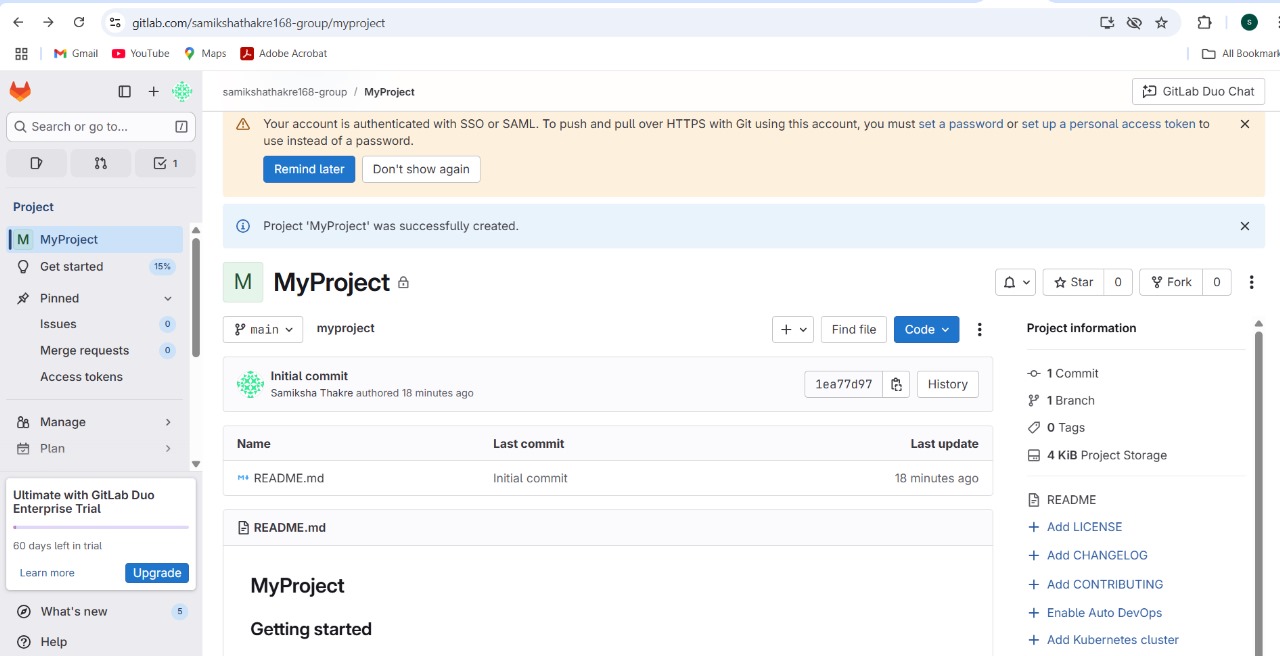 gitlab.com/samikshathakre168-group/myproject
S
Gmail YouTube Maps Adobe Acrobat
All Bookmark
samikshathakre168-group / MyProject
GitLab Duo Chat
Search or go to... /
1
Your account is authenticated with SSO or SAML. To push and pull over HTTPS with Git using this account, you must set a password or set up a personal access token to
use instead of a password.
Remind later Don't show again
Project
M MyProject
Get started 15%
Pinned
Issues 0
Merge requests 0
Access tokens
Manage
Plan
Ultimate with GitLab Duo
Enterprise Trial
60 days left in trial
Learn more Upgrade
What's new 5
Help
Project 'MyProject' was successfully created.
M MyProject
Star 0 Fork 0
main myproject
+ Find file Code
Initial commit
Samiksha Thakre authored 18 minutes ago
1ea77d97 History
Name Last commit Last update
README.md Initial commit 18 minutes ago
README.md
MyProject
Getting started
Project information
1 Commit
1 Branch
0 Tags
4 KiB Project Storage
README
+ Add LICENSE
+ Add CHANGELOG
+ Add CONTRIBUTING
+ Enable Auto DevOps
+ Add Kubernetes cluster